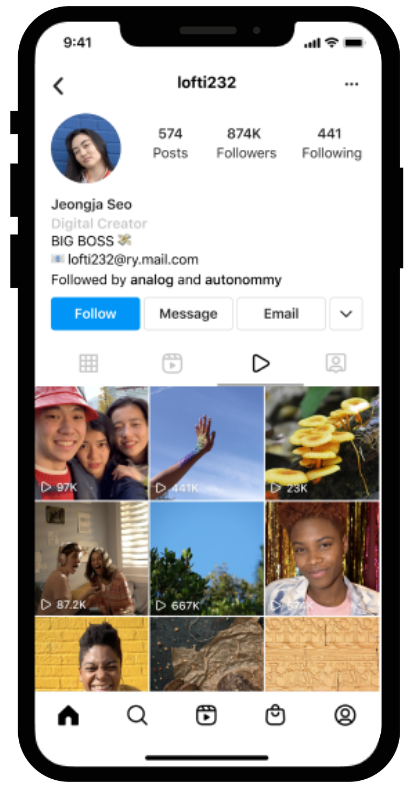 9:41
lofti232
574 874K 441
Posts Followers Following
Jeongja Seo
Digital Creator
BIG BOSS
lofti232@ry.mail.com
Followed by analog and autonommy
Follow Message Email
97K 441K 23K
87.2K 667K